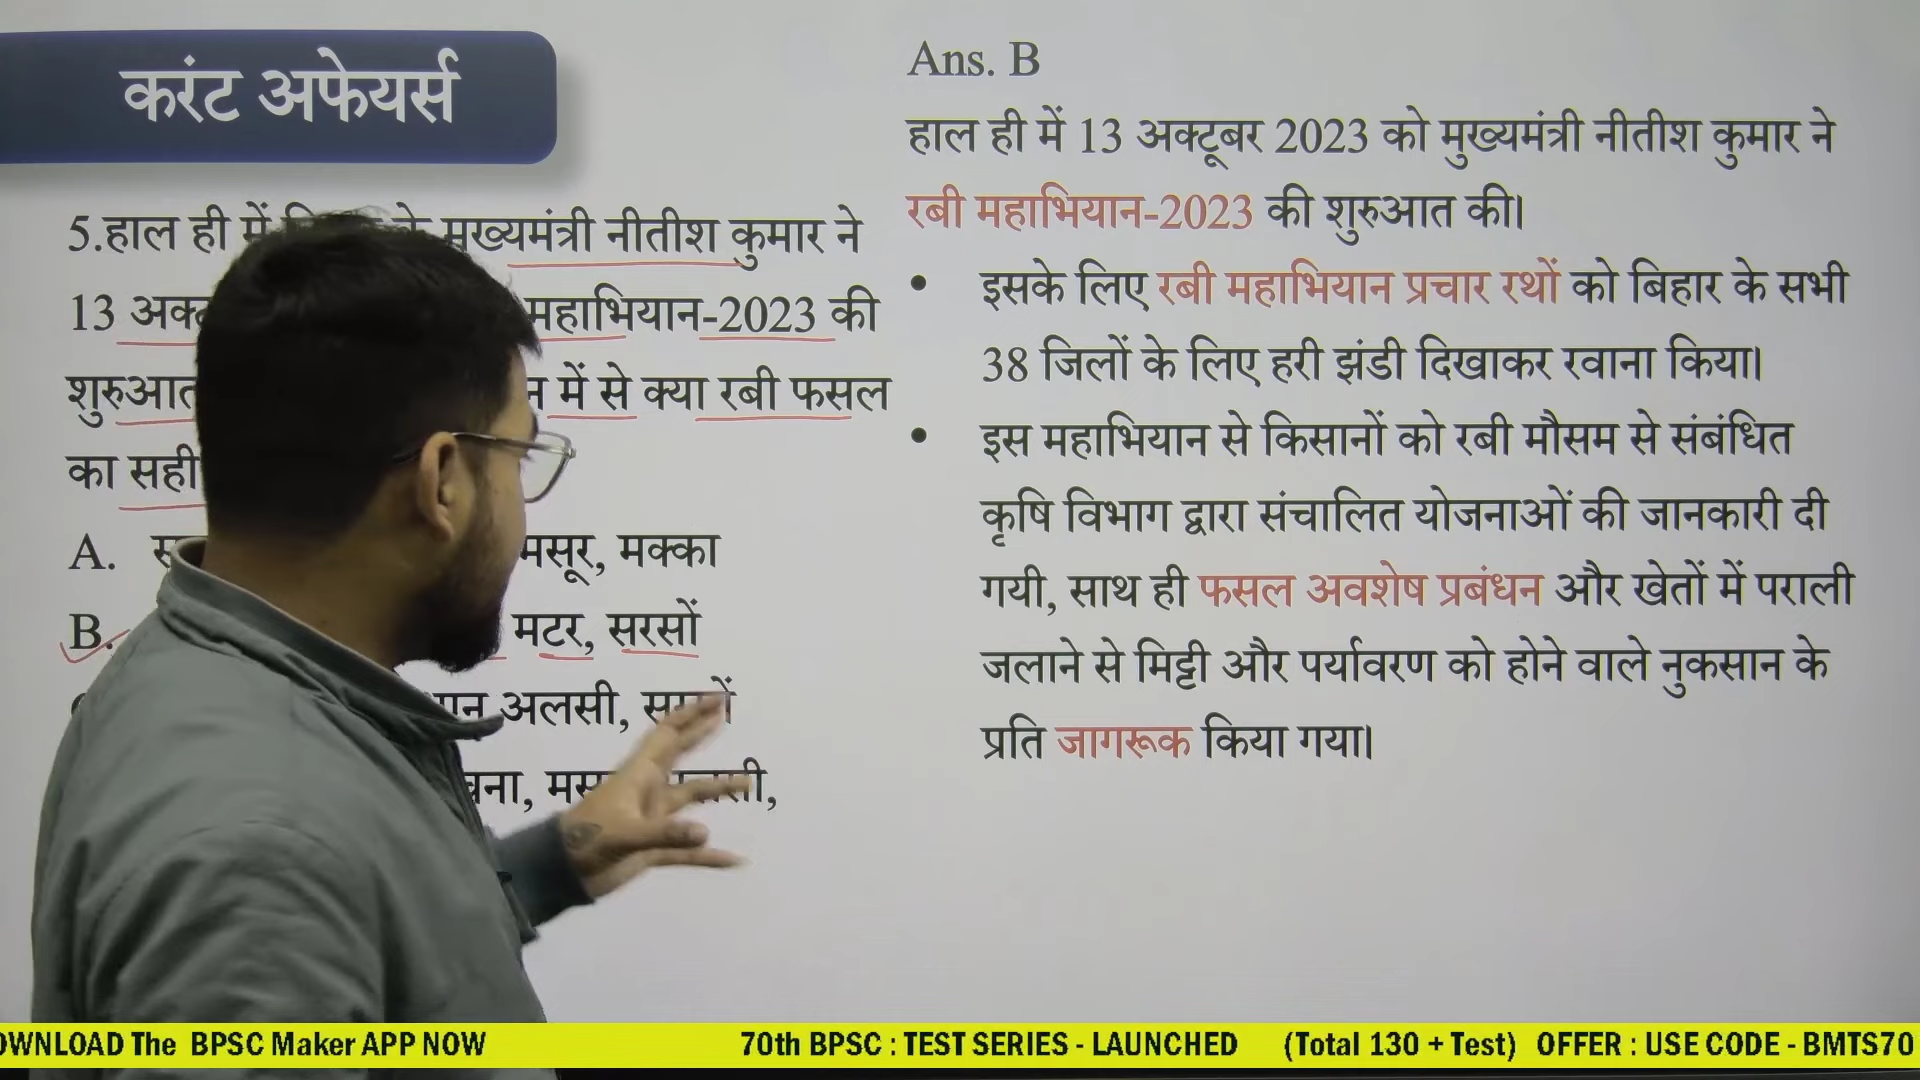 करंट अफेयर्स
5.हाल ही में के मुख्यमंत्री नीतीश कुमार ने
13 महाभियान-2023 की
शुरुआत में से क्या रबी फसल
का सही
A. मसूर, मक्का
B. मटर, सरसों
अलसी,
Ans. B
हाल ही में 13 अक्टूबर 2023 को मुख्यमंत्री नीतीश कुमार ने
रबी महाभियान-2023 की शुरुआत की।
• इसके लिए रबी महाभियान प्रचार रथों को बिहार के सभी
38 जिलों के लिए हरी झंडी दिखाकर रवाना किया।
• इस महाभियान से किसानों को रबी मौसम से संबंधित
कृषि विभाग द्वारा संचालित योजनाओं की जानकारी दी
गयी, साथ ही फसल अवशेष प्रबंधन और खेतों में पराली
जलाने से मिट्टी और पर्यावरण को होने वाले नुकसान के
प्रति जागरूक किया गया।
The BPSC Maker APP NOW 70th BPSC : TEST SERIES - LAUNCHED (Total 130 + Test) OFFER : USE CODE - BMTS70